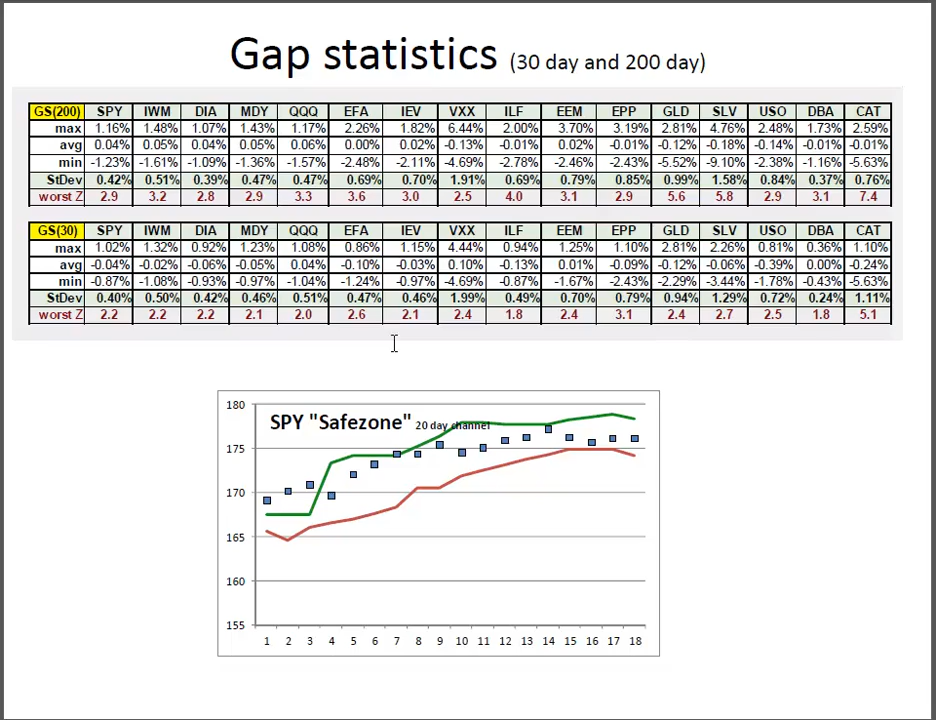 Gap statistics (30 day and 200 day)
GS(200) SPY IWM DIA MDY QQQ EFA IEV VXX ILF EEM EPP GLD SLV USO DBA CAT
max 1.16% 1.48% 1.07% 1.43% 1.17% 2.26% 1.82% 6.44% 2.00% 3.70% 3.19% 2.81% 4.76% 2.48% 1.73% 2.59%
avg 0.04% 0.05% 0.04% 0.05% 0.06% 0.00% 0.02% -0.13% -0.01% 0.02% -0.01% -0.12% -0.18% -0.14% -0.01% -0.01%
min -1.23% -1.61% -1.09% -1.36% -1.57% -2.48% -2.11% -4.69% -2.78% -2.46% -2.43% -5.52% -9.10% -2.38% -1.16% -5.63%
StDev 0.42% 0.51% 0.39% 0.47% 0.47% 0.69% 0.70% 1.91% 0.69% 0.79% 0.85% 0.99% 1.58% 0.84% 0.37% 0.76%
worst Z 2.9 3.2 2.8 2.9 3.3 3.6 3.0 2.5 4.0 3.1 2.9 5.6 5.8 2.9 3.1 7.4
GS(30) SPY IWM DIA MDY QQQ EFA IEV VXX ILF EEM EPP GLD SLV USO DBA CAT
max 1.02% 1.32% 0.92% 1.23% 1.08% 0.86% 1.15% 4.44% 0.94% 1.25% 1.10% 2.81% 2.26% 0.81% 0.36% 1.10%
avg -0.04% -0.02% -0.06% -0.05% 0.04% -0.10% -0.03% 0.10% -0.13% 0.01% -0.09% -0.12% -0.06% -0.39% 0.00% -0.24%
min -0.87% -1.08% -0.93% -0.97% -1.04% -1.24% -0.97% -4.69% -0.87% -1.67% -2.43% -2.29% -3.44% -1.78% -0.43% -5.63%
StDev 0.40% 0.50% 0.42% 0.46% 0.51% 0.47% 0.46% 1.99% 0.49% 0.70% 0.79% 0.94% 1.29% 0.72% 0.24% 1.11%
worst Z 2.2 2.2 2.2 2.1 2.0 2.6 2.1 2.4 1.8 2.4 3.1 2.4 2.7 2.5 1.8 5.1
SPY "Safezone" 20 day channel
180
175
170
165
160
155
1 2 3 4 5 6 7 8 9 10 11 12 13 14 15 16 17 18